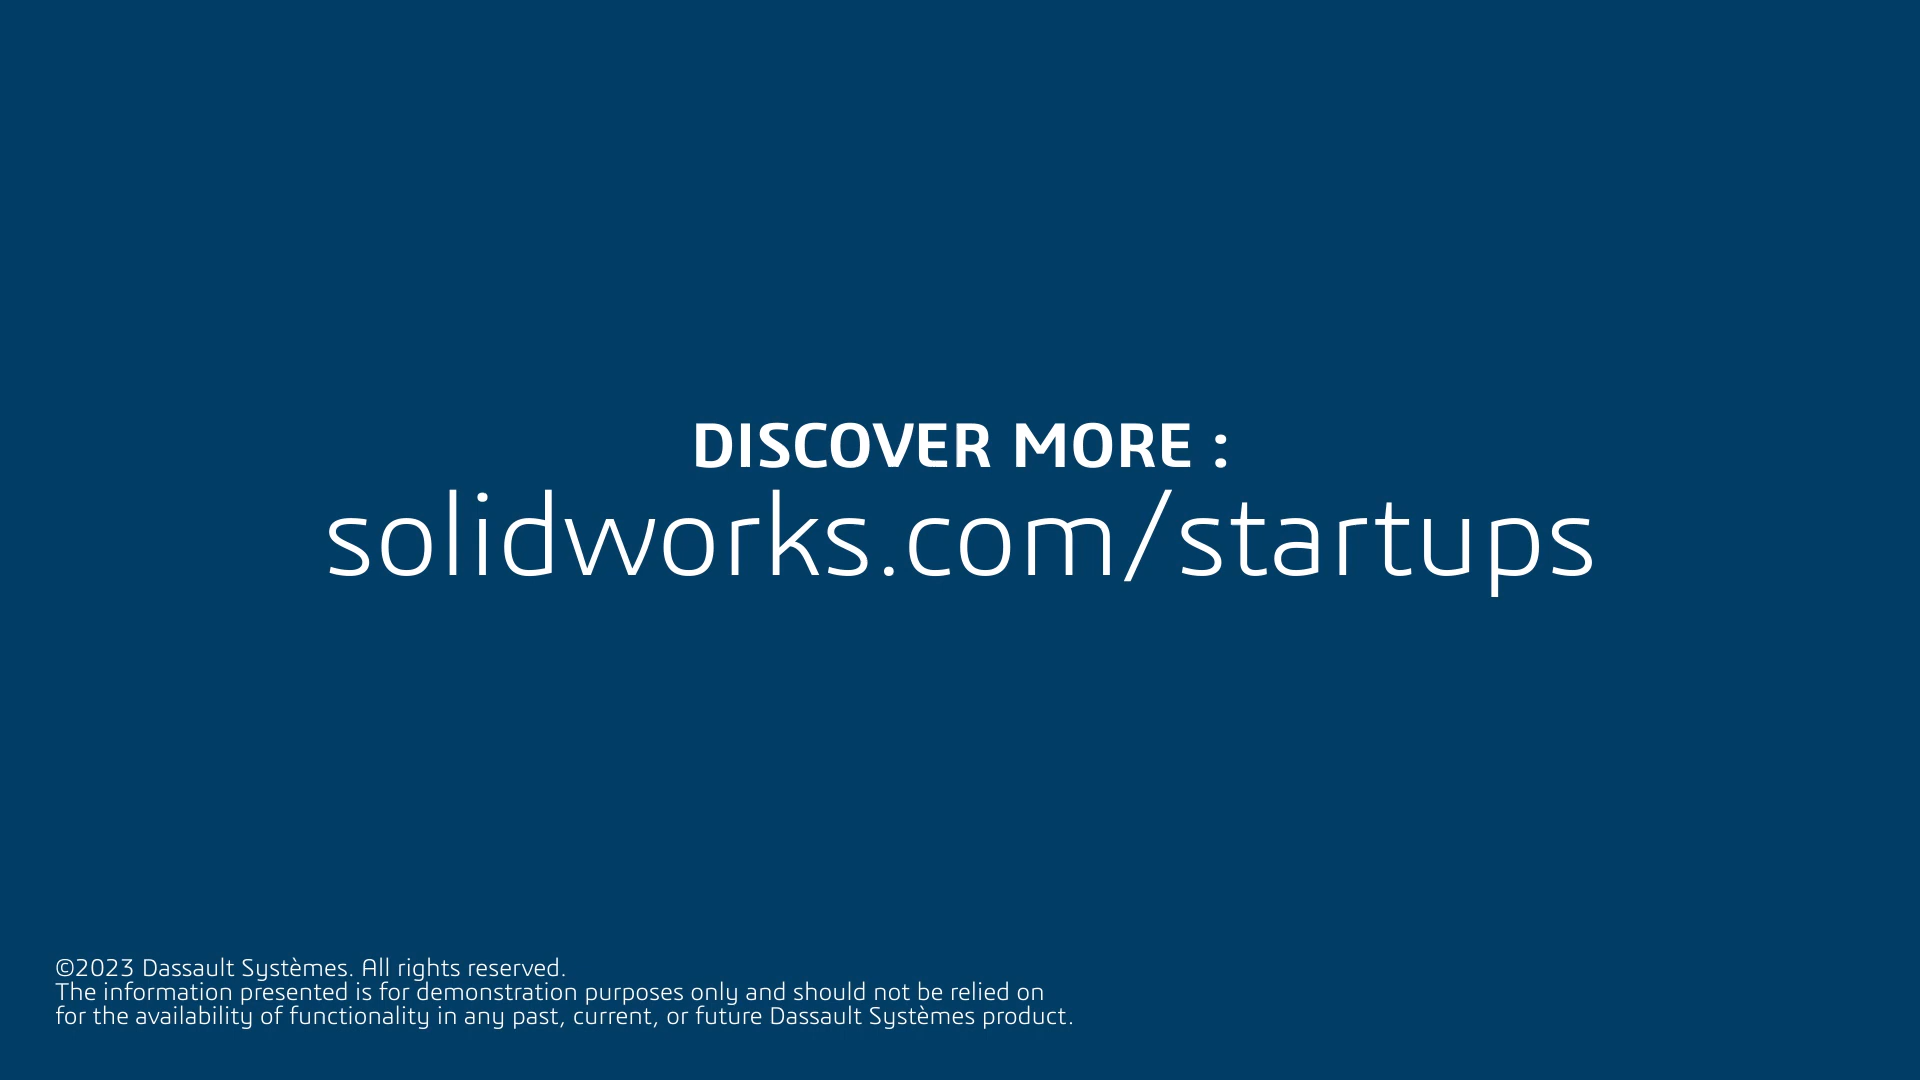 DISCOVER MORE :
solidworks.com/startups
©2023 Dassault Systèmes. All rights reserved.
The information presented is for demonstration purposes only and should not be relied on
for the availability of functionality in any past, current, or future Dassault Systèmes product.